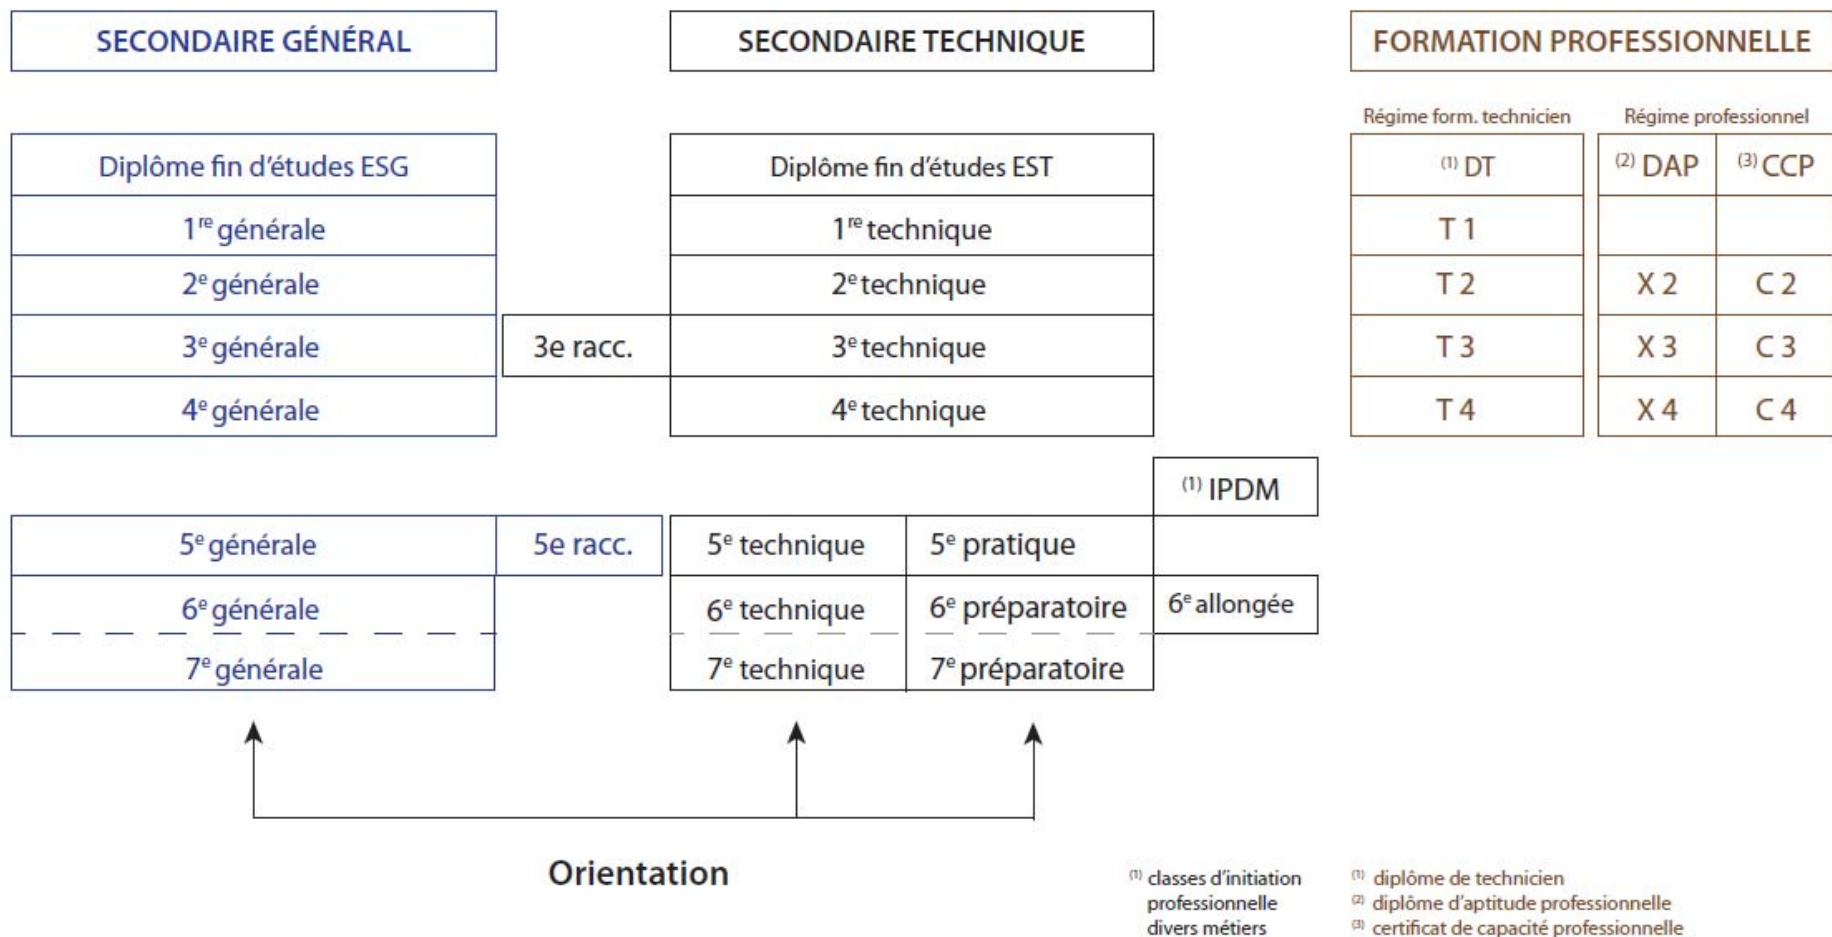 SECONDAIRE GÉNÉRAL
SECONDAIRE TECHNIQUE
FORMATION PROFESSIONNELLE
Régime form. technicien
Régime professionnel
Diplôme fin d'études ESG
Diplôme fin d'études EST
(1) DT
(2) DAP
(3) CCP
1re générale
1re technique
T 1
2e générale
2e technique
T 2
X 2
C 2
3e générale
3e racc.
3e technique
T 3
X 3
C 3
4e générale
4e technique
T 4
X 4
C 4
(1) IPDM
5e générale
5e racc.
5e technique
5e pratique
6e générale
6e technique
6e préparatoire
6e allongée
7e générale
7e technique
7e préparatoire
Orientation
(1) classes d'initiation
professionnelle
divers métiers
(1) diplôme de technicien
(2) diplôme d'aptitude professionnelle
(3) certificat de capacité professionnelle